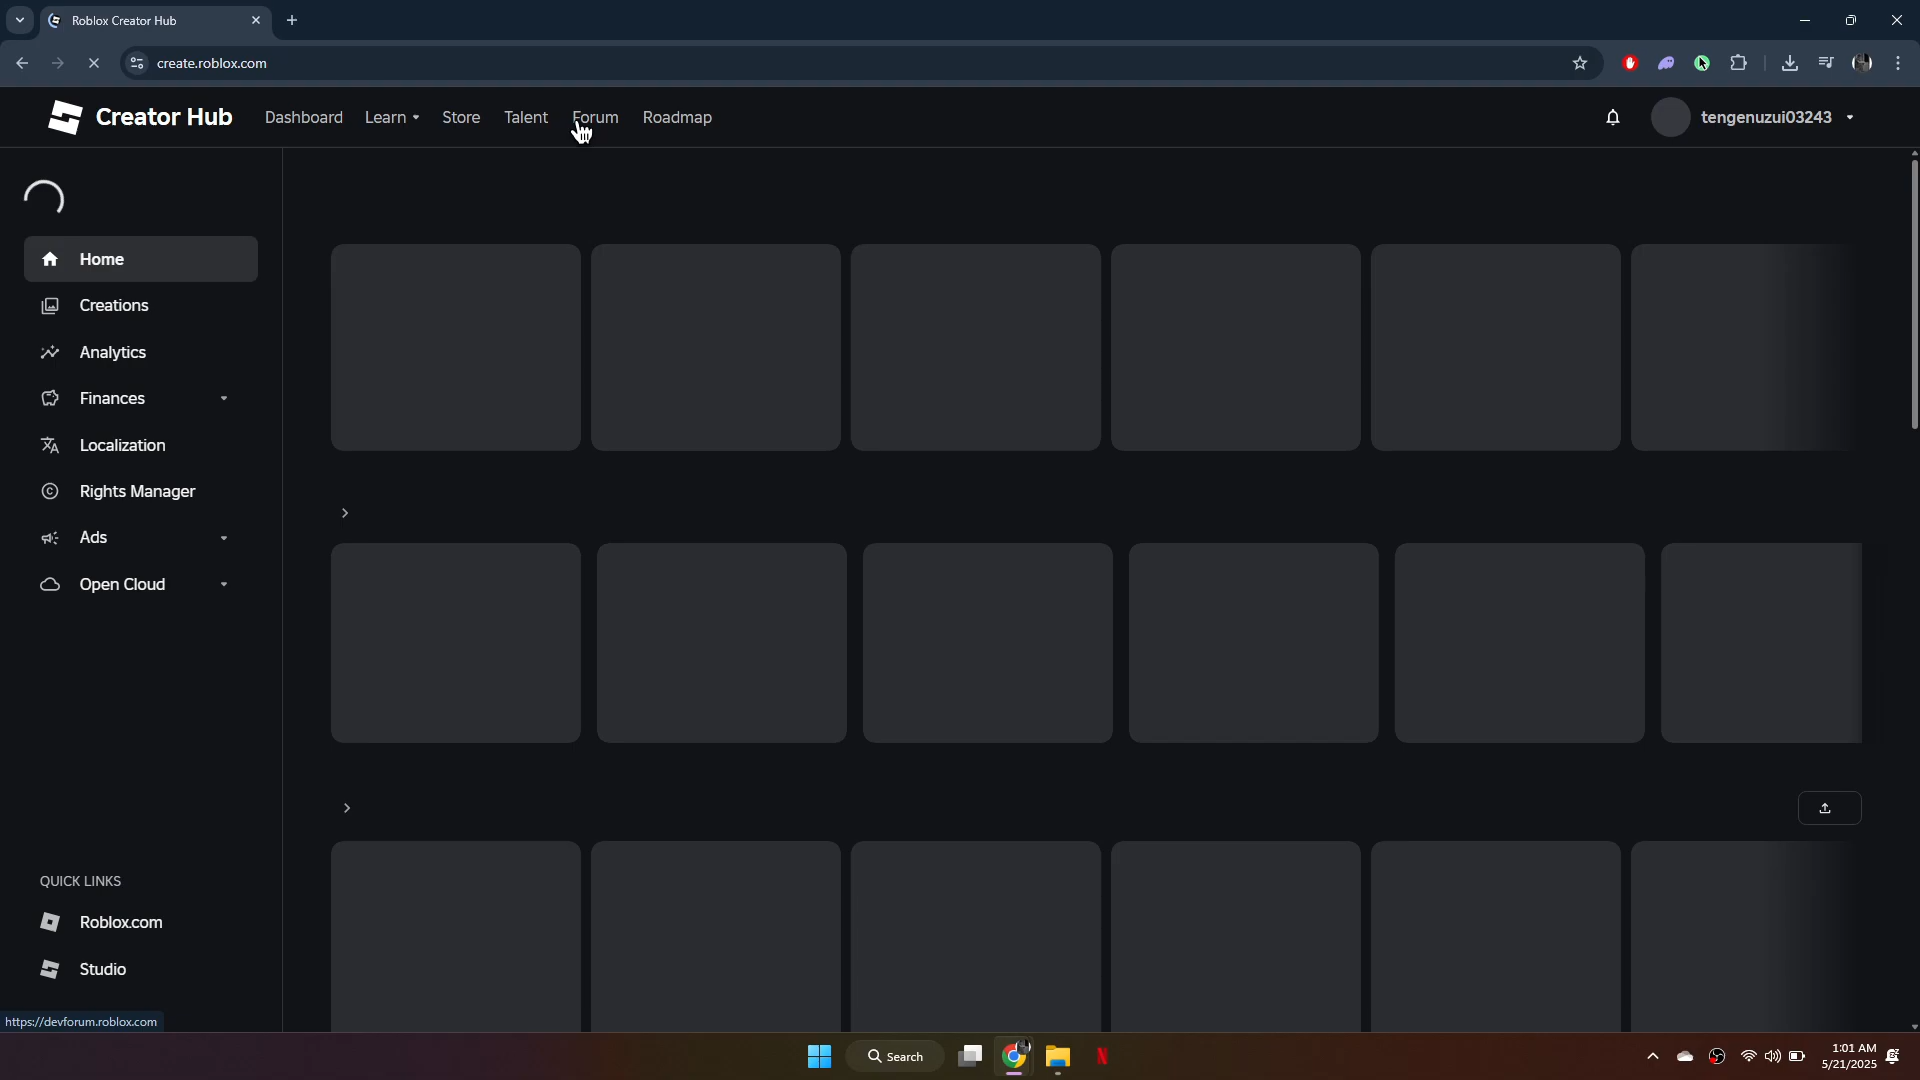 Roblox Creator Hub
create.roblox.com
Creator Hub
Dashboard
Learn
Store
Talent
Forum
Roadmap
tengenuzui03243
Home
Creations
Analytics
Finances
Localization
Rights Manager
Ads
Open Cloud
QUICK LINKS
Roblox.com
Studio
https://devforum.roblox.com
Search
1:01 AM
5/21/2025